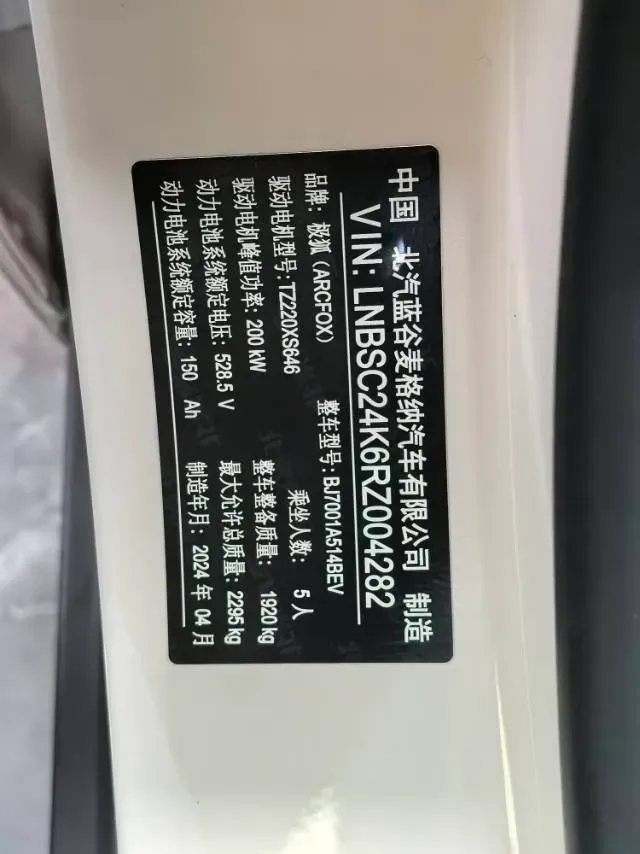 中国 北汽蓝谷麦格纳汽车有限公司 制造
VIN: LNBSC24K6RZ004282
品牌: 极狐 (ARCFOX) 整车型号: BJ7001A514BEV
驱动电机型号: TZ220XS646 乘坐人数: 5 人
驱动电机峰值功率: 200 kW 整车整备质量: 1920 kg
动力电池系统额定电压: 528.5 V 最大允许总质量: 2295 kg
动力电池系统额定容量: 150 Ah 制造年月: 2024 年 04 月